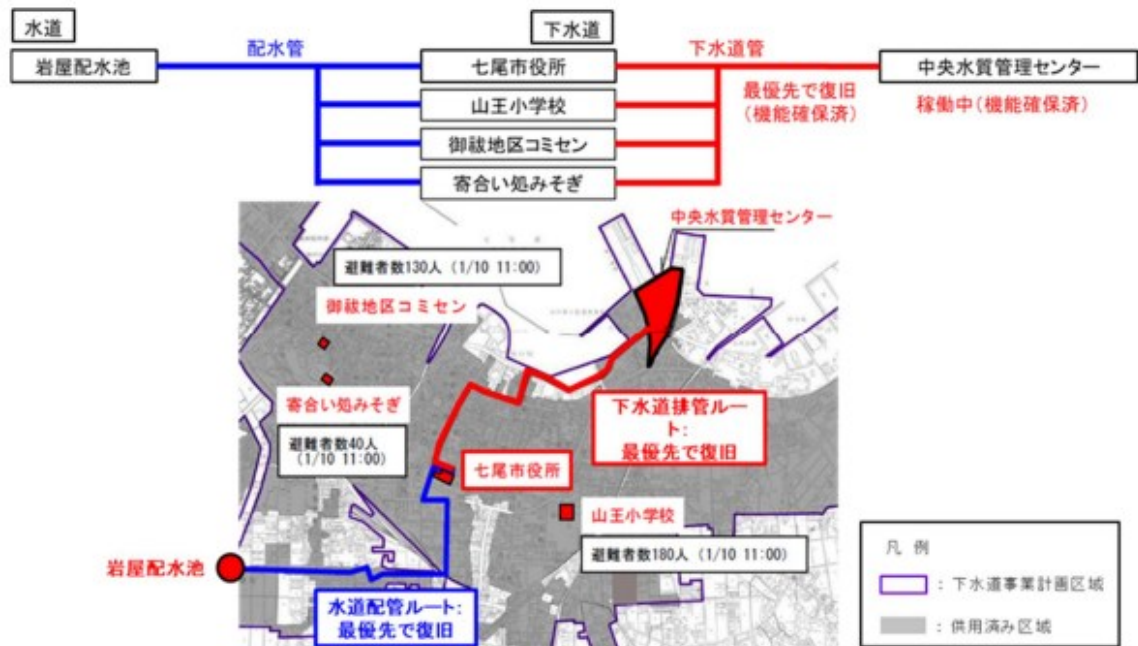 水道
下水道
岩屋配水池
配水管
七尾市役所
下水道管
中央水質管理センター
山王小学校
最優先で復旧
(機能確保済)
稼働中(機能確保済)
御祓地区コミセン
寄合い処みそぎ
中央水質管理センター
避難者数130人 (1/10 11:00)
御祓地区コミセン
寄合い処みそぎ
避難者数40人
(1/10 11:00)
下水道排管ルー
ト:
最優先で復旧
七尾市役所
山王小学校
避難者数180人 (1/10 11:00)
岩屋配水池
水道配管ルート:
最優先で復旧
凡 例
: 下水道事業計画区域
: 供用済み区域